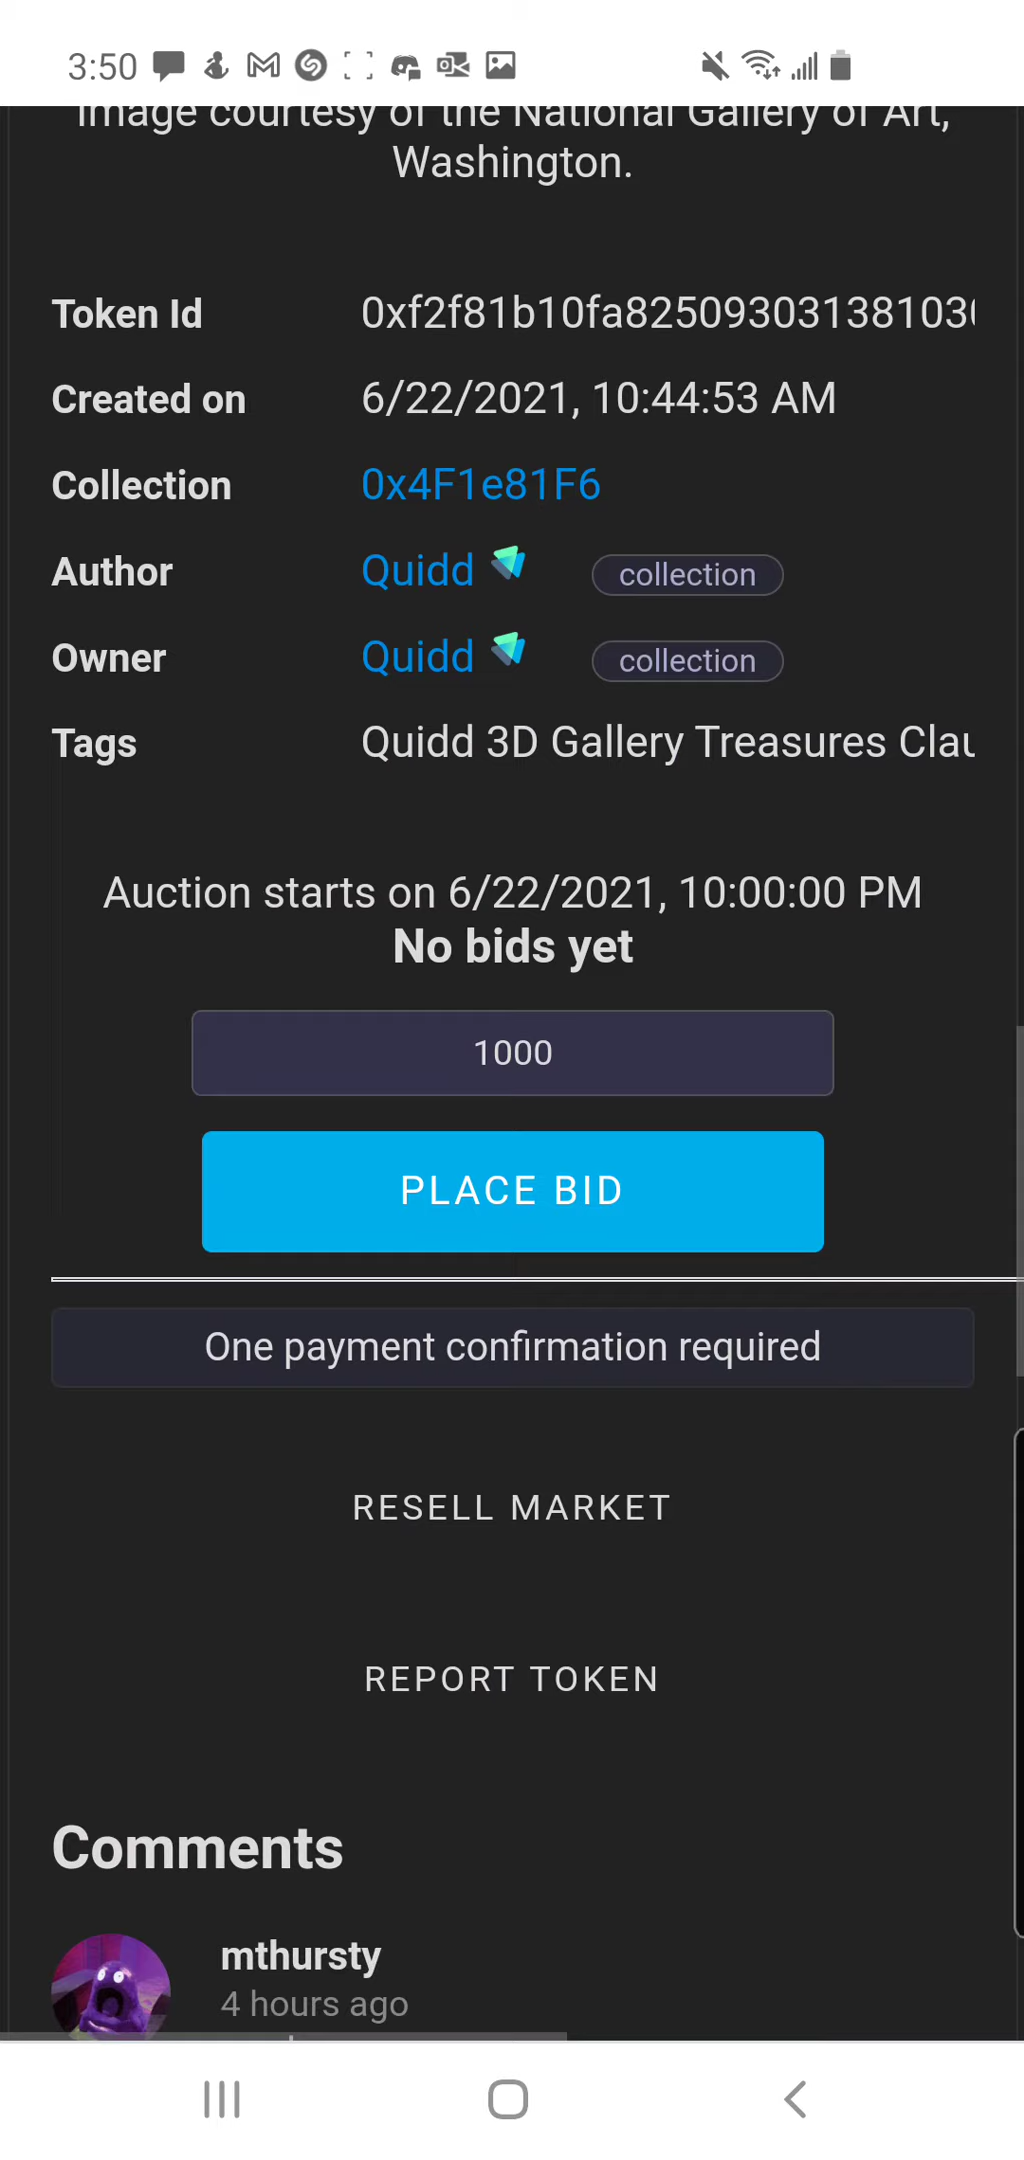 3:50
Image courtesy of the National Gallery of Art,
Washington.
Token Id 0xf2f81b10fa82509303138103
Created on 6/22/2021, 10:44:53 AM
Collection 0x4F1e81F6
Author Quidd collection
Owner Quidd collection
Tags Quidd 3D Gallery Treasures Clau
Auction starts on 6/22/2021, 10:00:00 PM
No bids yet
1000
PLACE BID
One payment confirmation required
RESELL MARKET
REPORT TOKEN
Comments
mthursty
4 hours ago